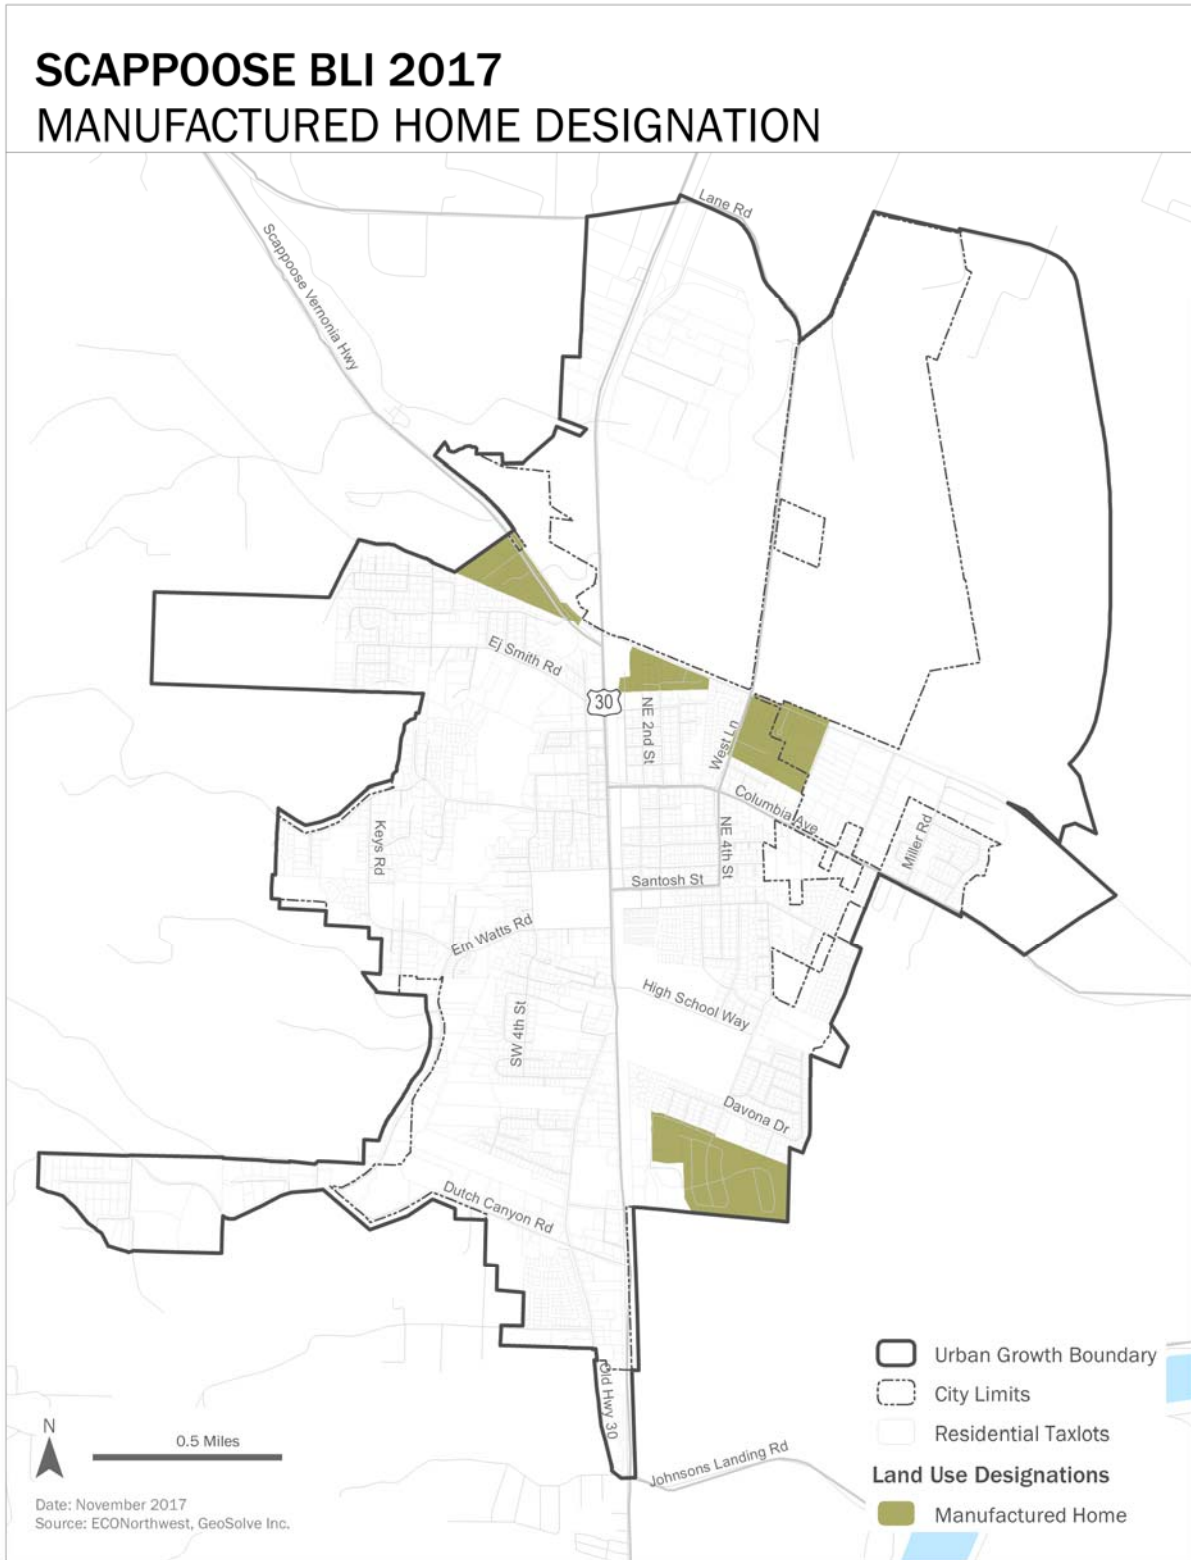 SCAPPOOSE BLI 2017
MANUFACTURED HOME DESIGNATION
Lane Rd
Scappoose Vernonia Hwy
Ej Smith Rd
30
NE 2nd St
West Ln
Columbia Ave
Keys Rd
NE 4th St
Miller Rd
Santosh St
Em Watts Rd
High School Way
SW 4th St
Davona Dr
Dutch Canyon Rd
Old Hwy 30
Johnsons Landing Rd
Urban Growth Boundary
City Limits
Residential Taxlots
Land Use Designations
Manufactured Home
N
0.5 Miles
Date: November 2017
Source: ECONorthwest, GeoSolve Inc.